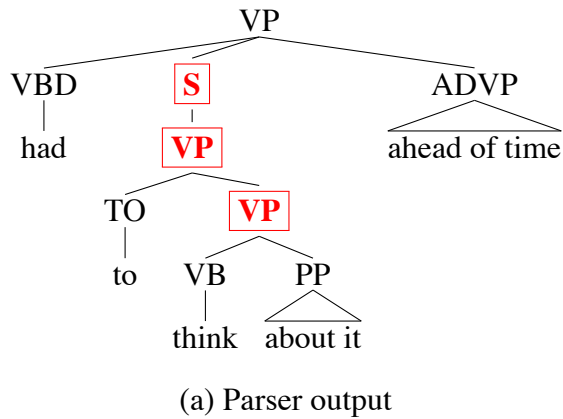 VP
VBD S ADVP
had VP ahead of time
TO VP
to VB PP
think about it
(a) Parser output